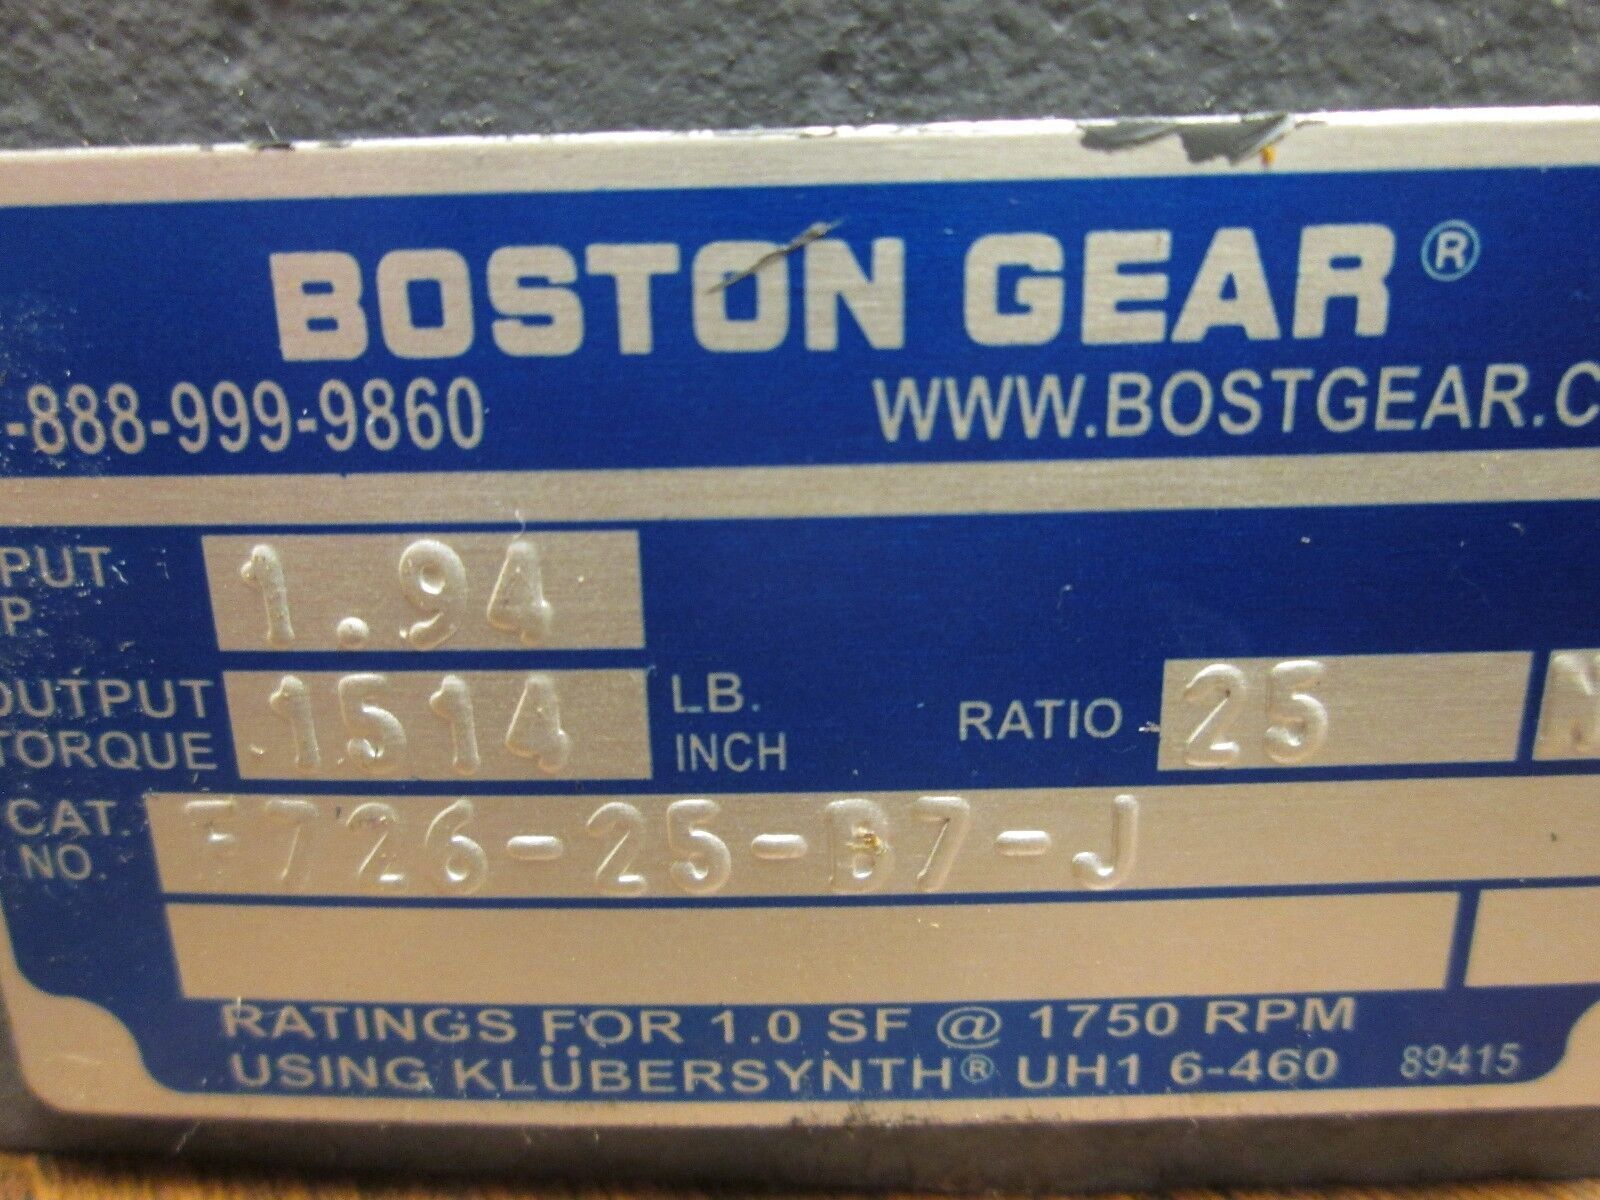 BOSTON GEAR®
-888-999-9860 WWW.BOSTGEAR.C
PUT 1.94
P
OUTPUT 1514 LB. RATIO 25
TORQUE INCH
CAT. F726-25-B7-J
NO.
RATINGS FOR 1.0 SF @ 1750 RPM
USING KLÜBERSYNTH® UH1 6-460 89415